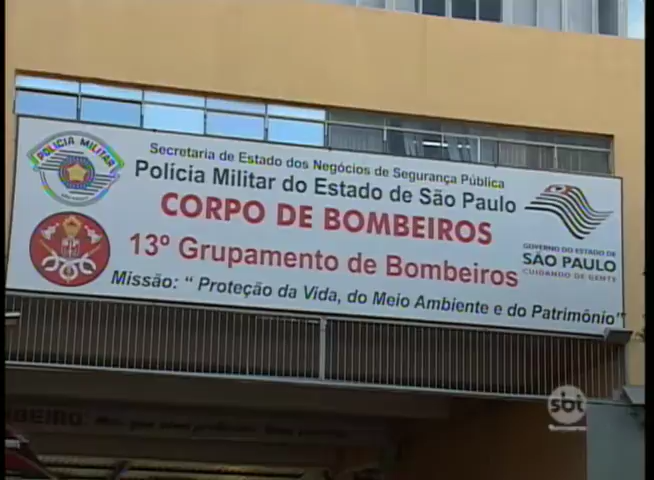 Secretaria de Estado dos Negócios de Segurança Pública
POLÍCIA MILITAR
Polícia Militar do Estado de São Paulo
CORPO DE BOMBEIROS
13º Grupamento de Bombeiros
GOVERNO DO ESTADO DE
SÃO PAULO
CUIDANDO DE GENTE
Missão: “ Proteção da Vida, do Meio Ambiente e do Patrimônio”
sbt